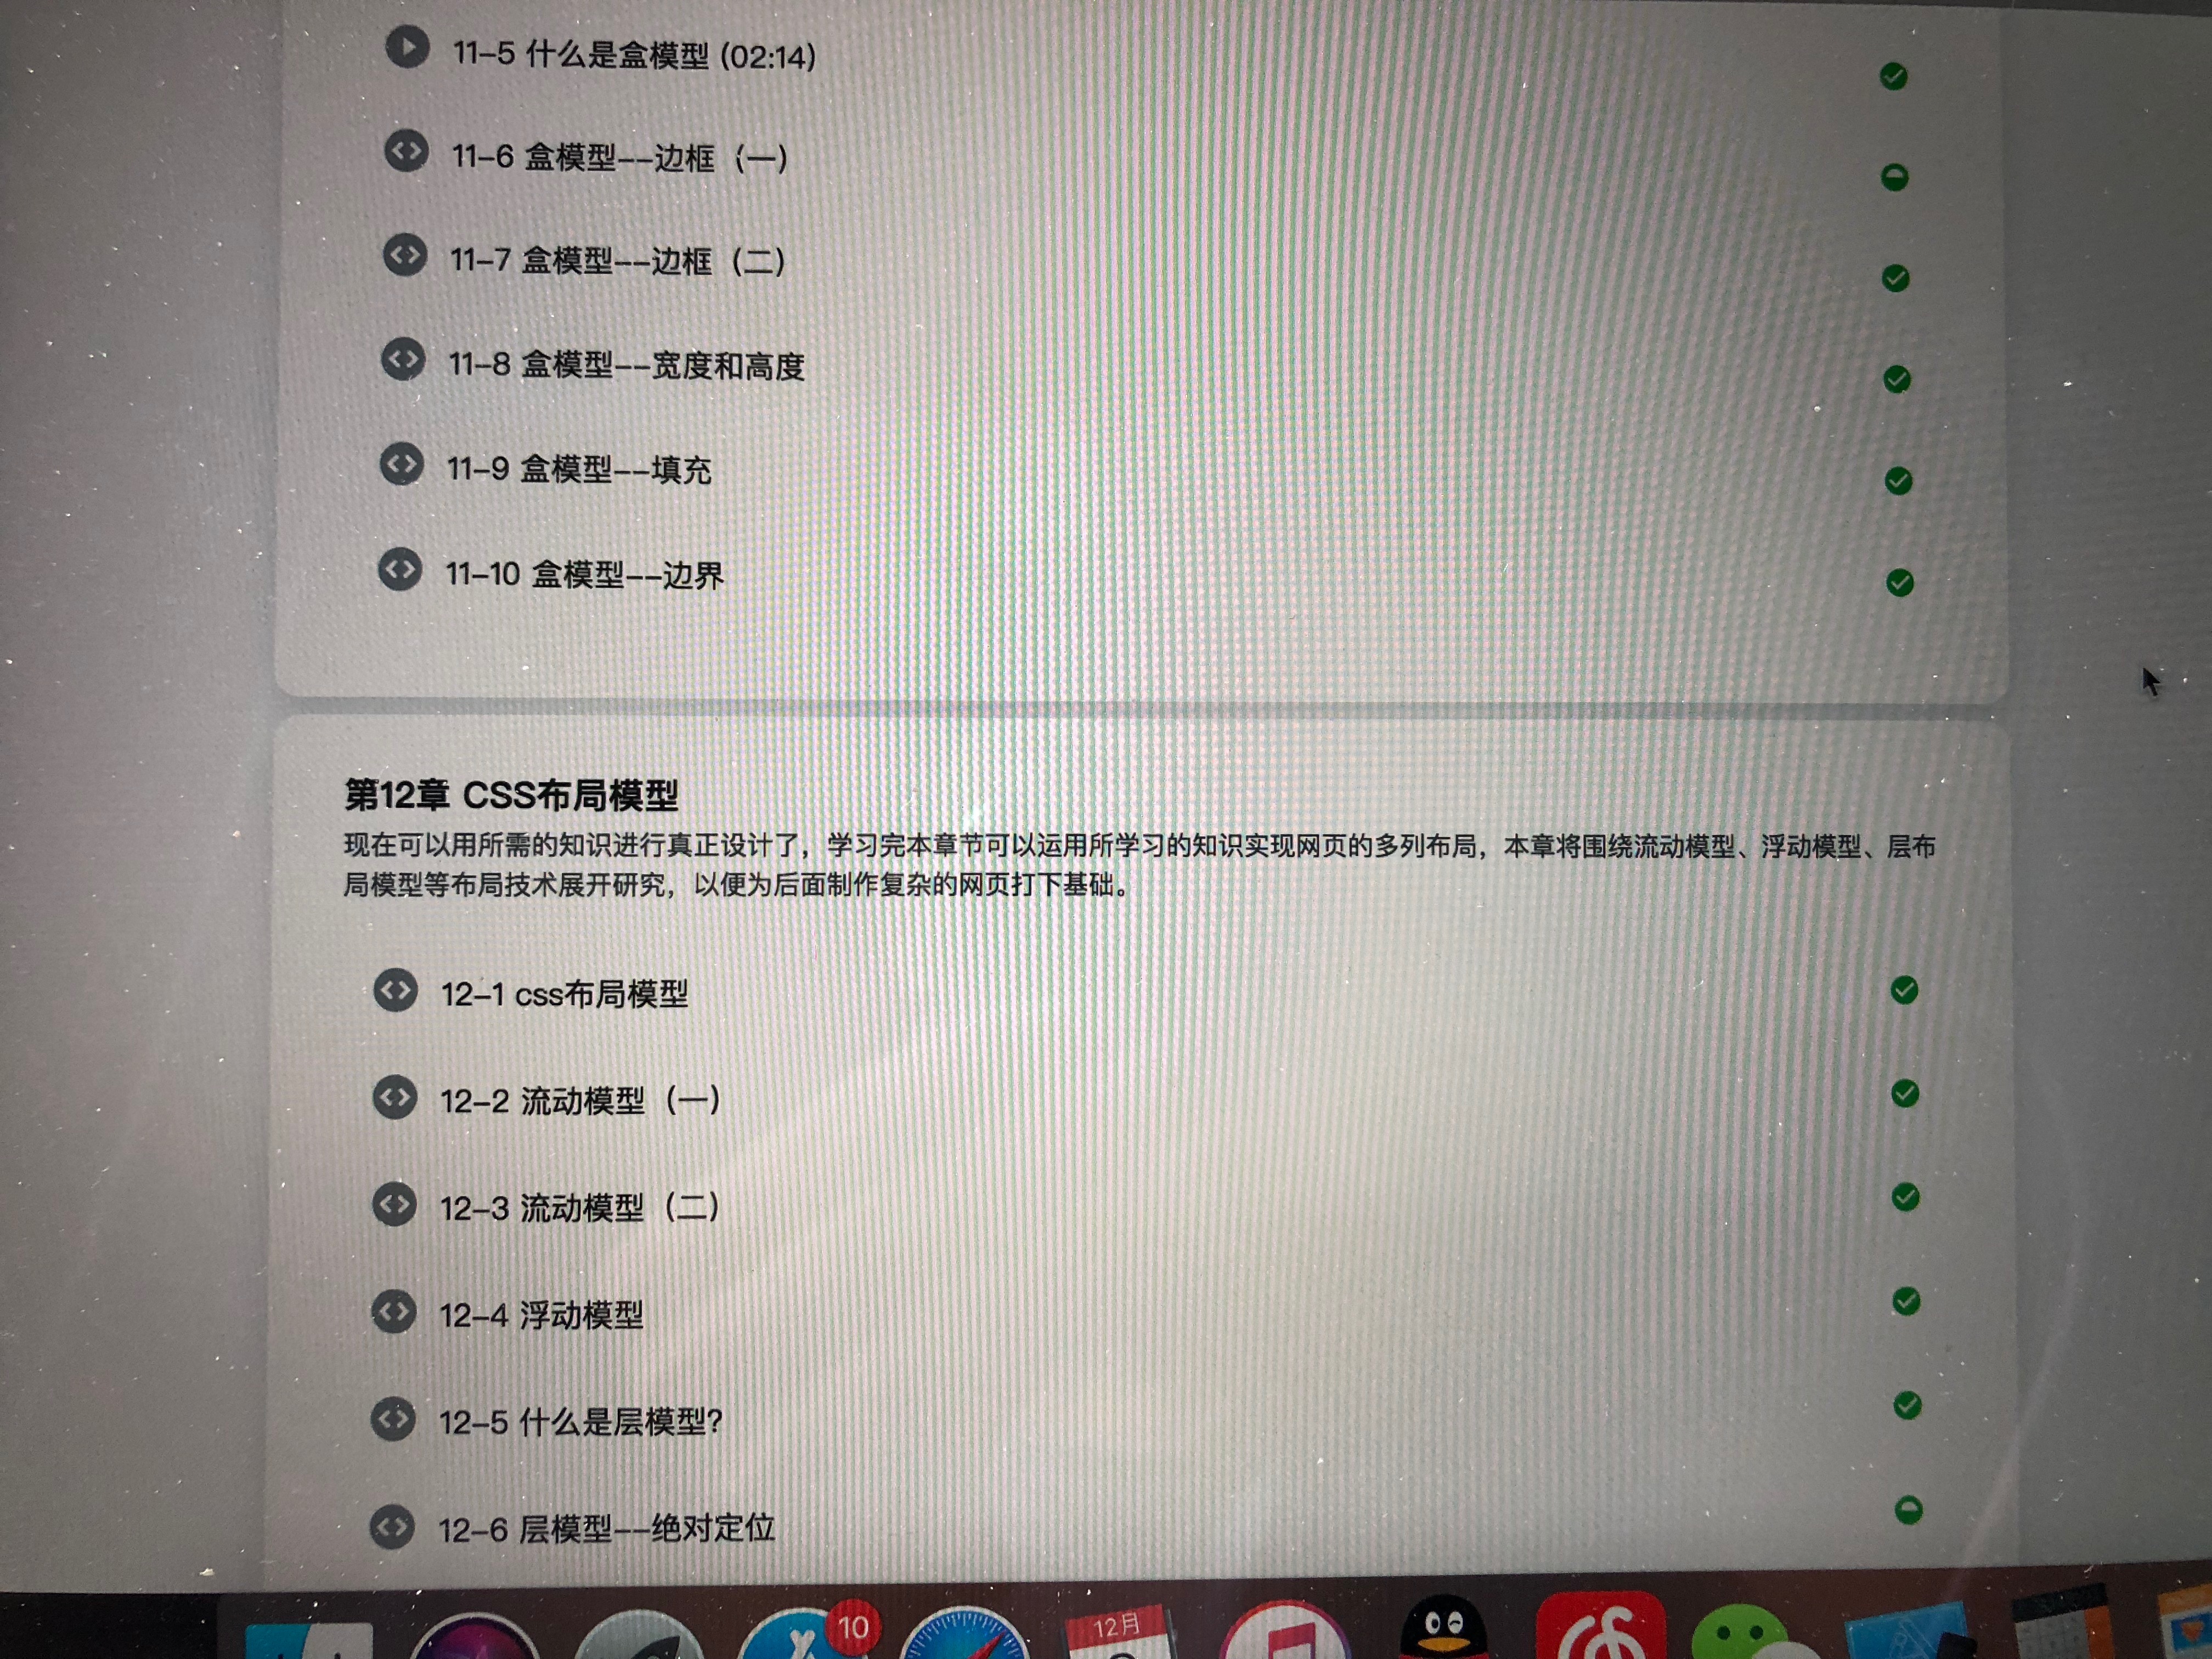 11–5 什么是盒模型 (02:14)
11–6 盒模型––边框（一）
11–7 盒模型––边框（二）
11–8 盒模型––宽度和高度
11–9 盒模型––填充
11–10 盒模型––边界
第12章 CSS布局模型
现在可以用所需的知识进行真正设计了，学习完本章节可以运用所学习的知识实现网页的多列布局，本章将围绕流动模型、浮动模型、层布
局模型等布局技术展开研究，以便为后面制作复杂的网页打下基础。
12–1 css布局模型
12–2 流动模型（一）
12–3 流动模型（二）
12–4 浮动模型
12–5 什么是层模型?
12–6 层模型––绝对定位
10
12月